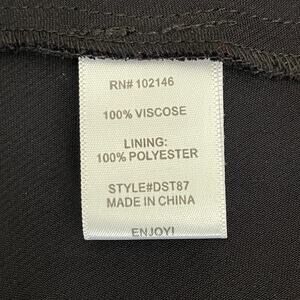 RN# 102146
100% VISCOSE
LINING:
100% POLYESTER
STYLE#DST87
MADE IN CHINA
ENJOY!